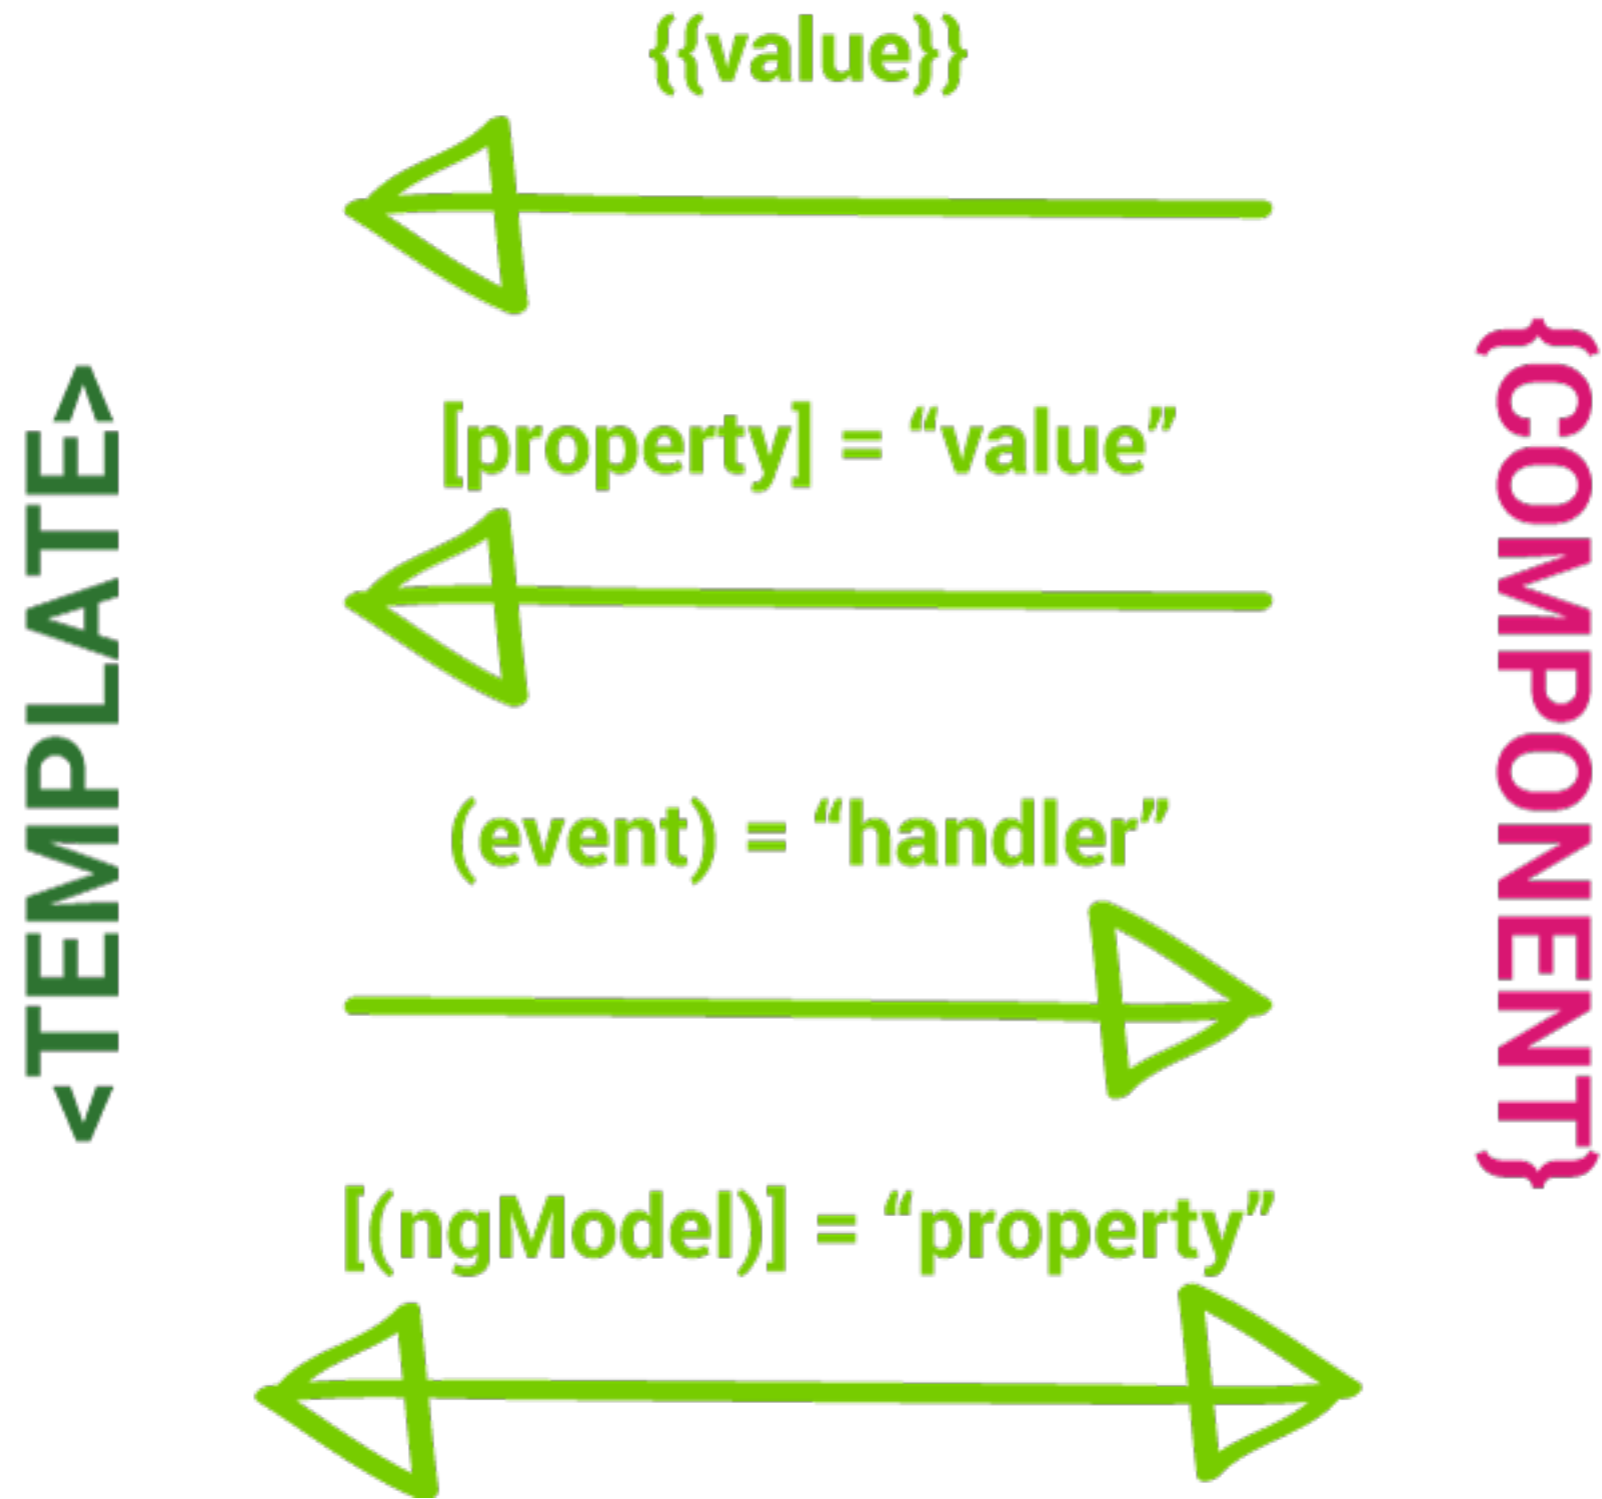 {{value}}
<TEMPLATE>
[property] = “value”
(event) = “handler”
[(ngModel)] = “property”
{COMPONENT}